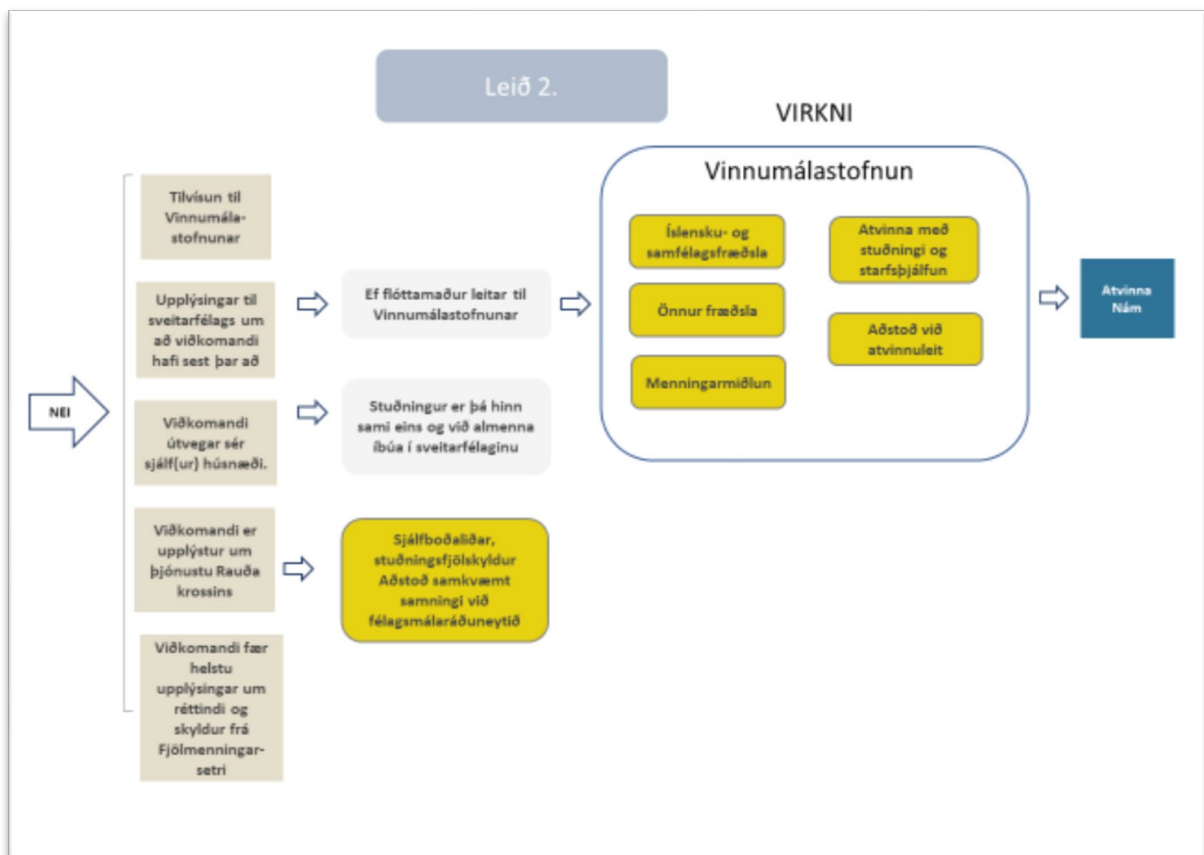 Leið 2.
VIRKNI
Vinnumálastofnun
NEI
Tilvísun til
Vinnumála-
stofnunar
Upplýsingar til
sveitarfélags um
að viðkomandi
hafi sest þar að
Viðkomandi
útvegar sér
sjálf(ur) húsnæði.
Viðkomandi er
upplýstur um
þjónustu Rauða
krossins
Viðkomandi fær
helstu
upplýsingar um
réttindi og
skyldur frá
Fjölmenningar-
setri
Ef flóttamaður leitar til
Vinnumálastofnunar
Stuðningur er þá hinn
sami eins og við almenna
íbúa í sveitarfélaginu
Sjálfboðaliðar,
stuðningsfjölskyldur
Aðstoð samkvæmt
samningi við
félagsmálaráðuneytið
Íslensku- og
samfélagsfræðsla
Önnur fræðsla
Menningarmiðlun
Atvinna með
stuðningi og
starfsþjálfun
Aðstoð við
atvinnuleit
Atvinna
Nám